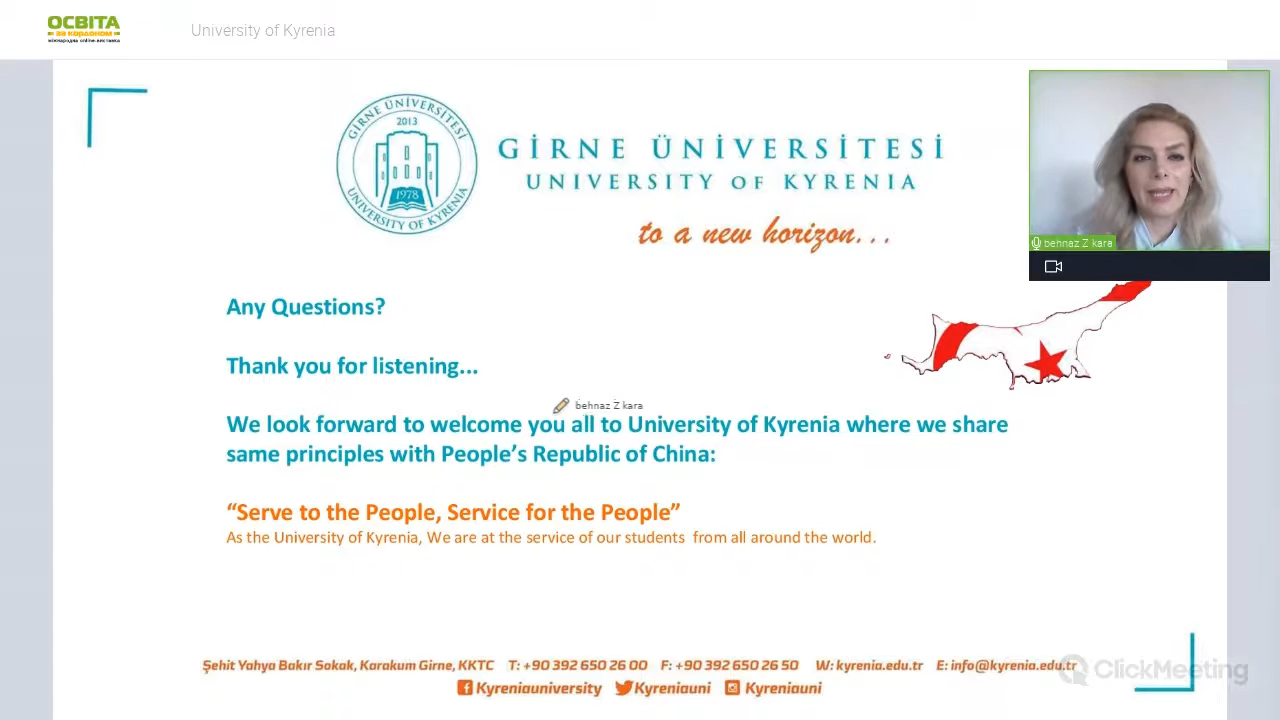 ОСВІТА
ЗА КОРДОНОМ
міжнародна online-виставка
University of Kyrenia
GİRNE ÜNİVERSİTESİ
2013
1978
UNIVERSITY OF KYRENIA
GİRNE ÜNİVERSİTESİ
UNIVERSITY OF KYRENIA
to a new horizon...
behnaz Z kara
Any Questions?
Thank you for listening...
behnaz Z kara
We look forward to welcome you all to University of Kyrenia where we share
same principles with People’s Republic of China:
“Serve to the People, Service for the People”
As the University of Kyrenia, We are at the service of our students from all around the world.
Şehit Yahya Bakır Sokak, Karakum Girne, KKTC T: +90 392 650 26 00 F: +90 392 650 26 50 W: kyrenia.edu.tr E: info@kyrenia.edu.tr
Kyreniauniversity Kyreniauni Kyreniauni
ClickMeeting